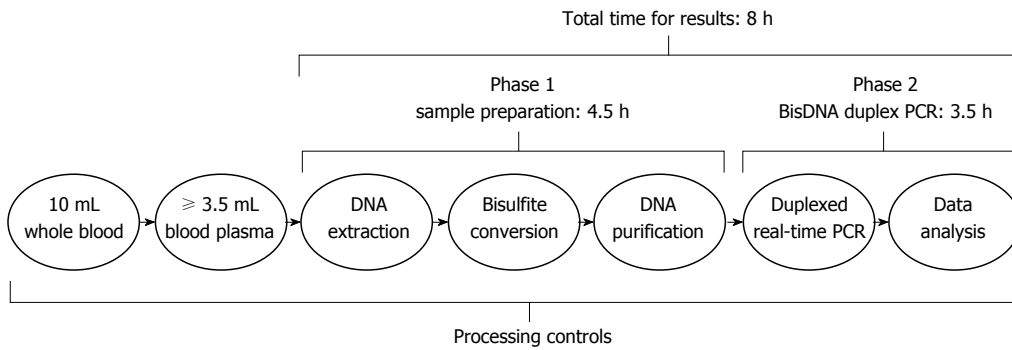 Total time for results: 8 h
Phase 1
sample preparation: 4.5 h
Phase 2
BisDNA duplex PCR: 3.5 h
10 mL
whole blood
≥ 3.5 mL
blood plasma
DNA
extraction
Bisulfite
conversion
DNA
purification
Duplexed
real-time PCR
Data
analysis
Processing controls